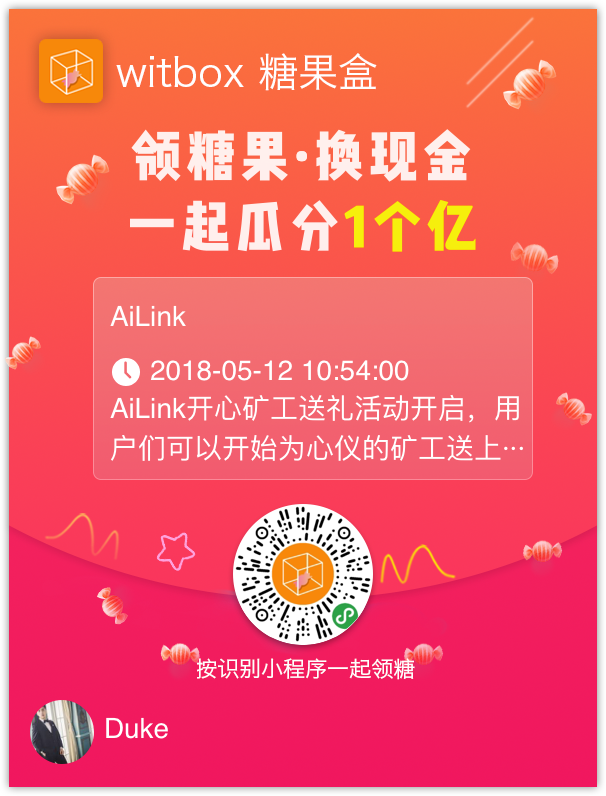 witbox 糖果盒
领糖果·换现金
一起瓜分1个亿
AiLink
2018-05-12 10:54:00
AiLink开心矿工送礼活动开启，用
户们可以开始为心仪的矿工送上…
按识别小程序一起领糖
Duke